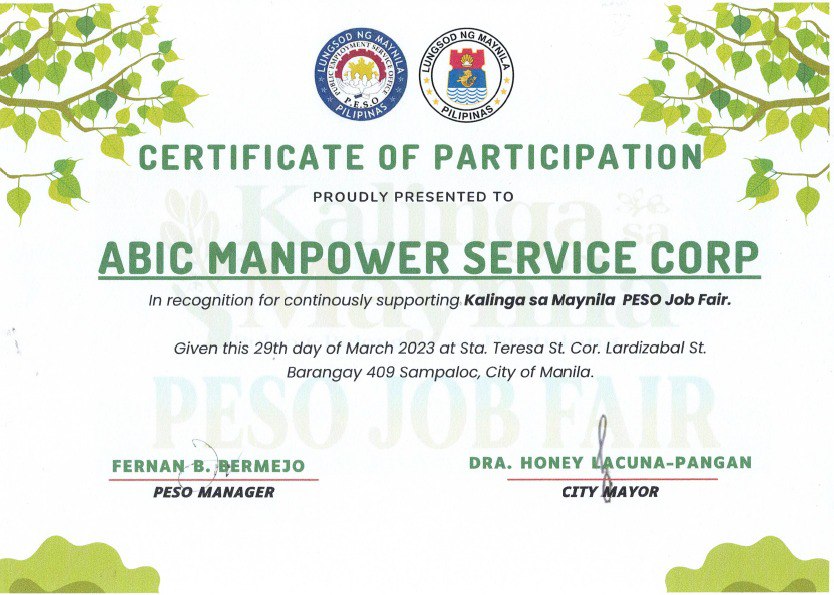 LUNGSOD NG MAYNILA
PUBLIC EMPLOYMENT SERVICE OFFICE
P.E.S.O
PILIPINAS
LUNGSOD NG MAYNILA
PILIPINAS
CERTIFICATE OF PARTICIPATION
PROUDLY PRESENTED TO
ABIC MANPOWER SERVICE CORP
In recognition for continously supporting Kalinga sa Maynila PESO Job Fair.
Given this 29th day of March 2023 at Sta. Teresa St. Cor. Lardizabal St.
Barangay 409 Sampaloc, City of Manila.
Kalinga
sa
Maynila
PESO JOB FAIR
FERNAN B. BERMEJO
PESO MANAGER
DRA. HONEY LACUNA-PANGAN
CITY MAYOR